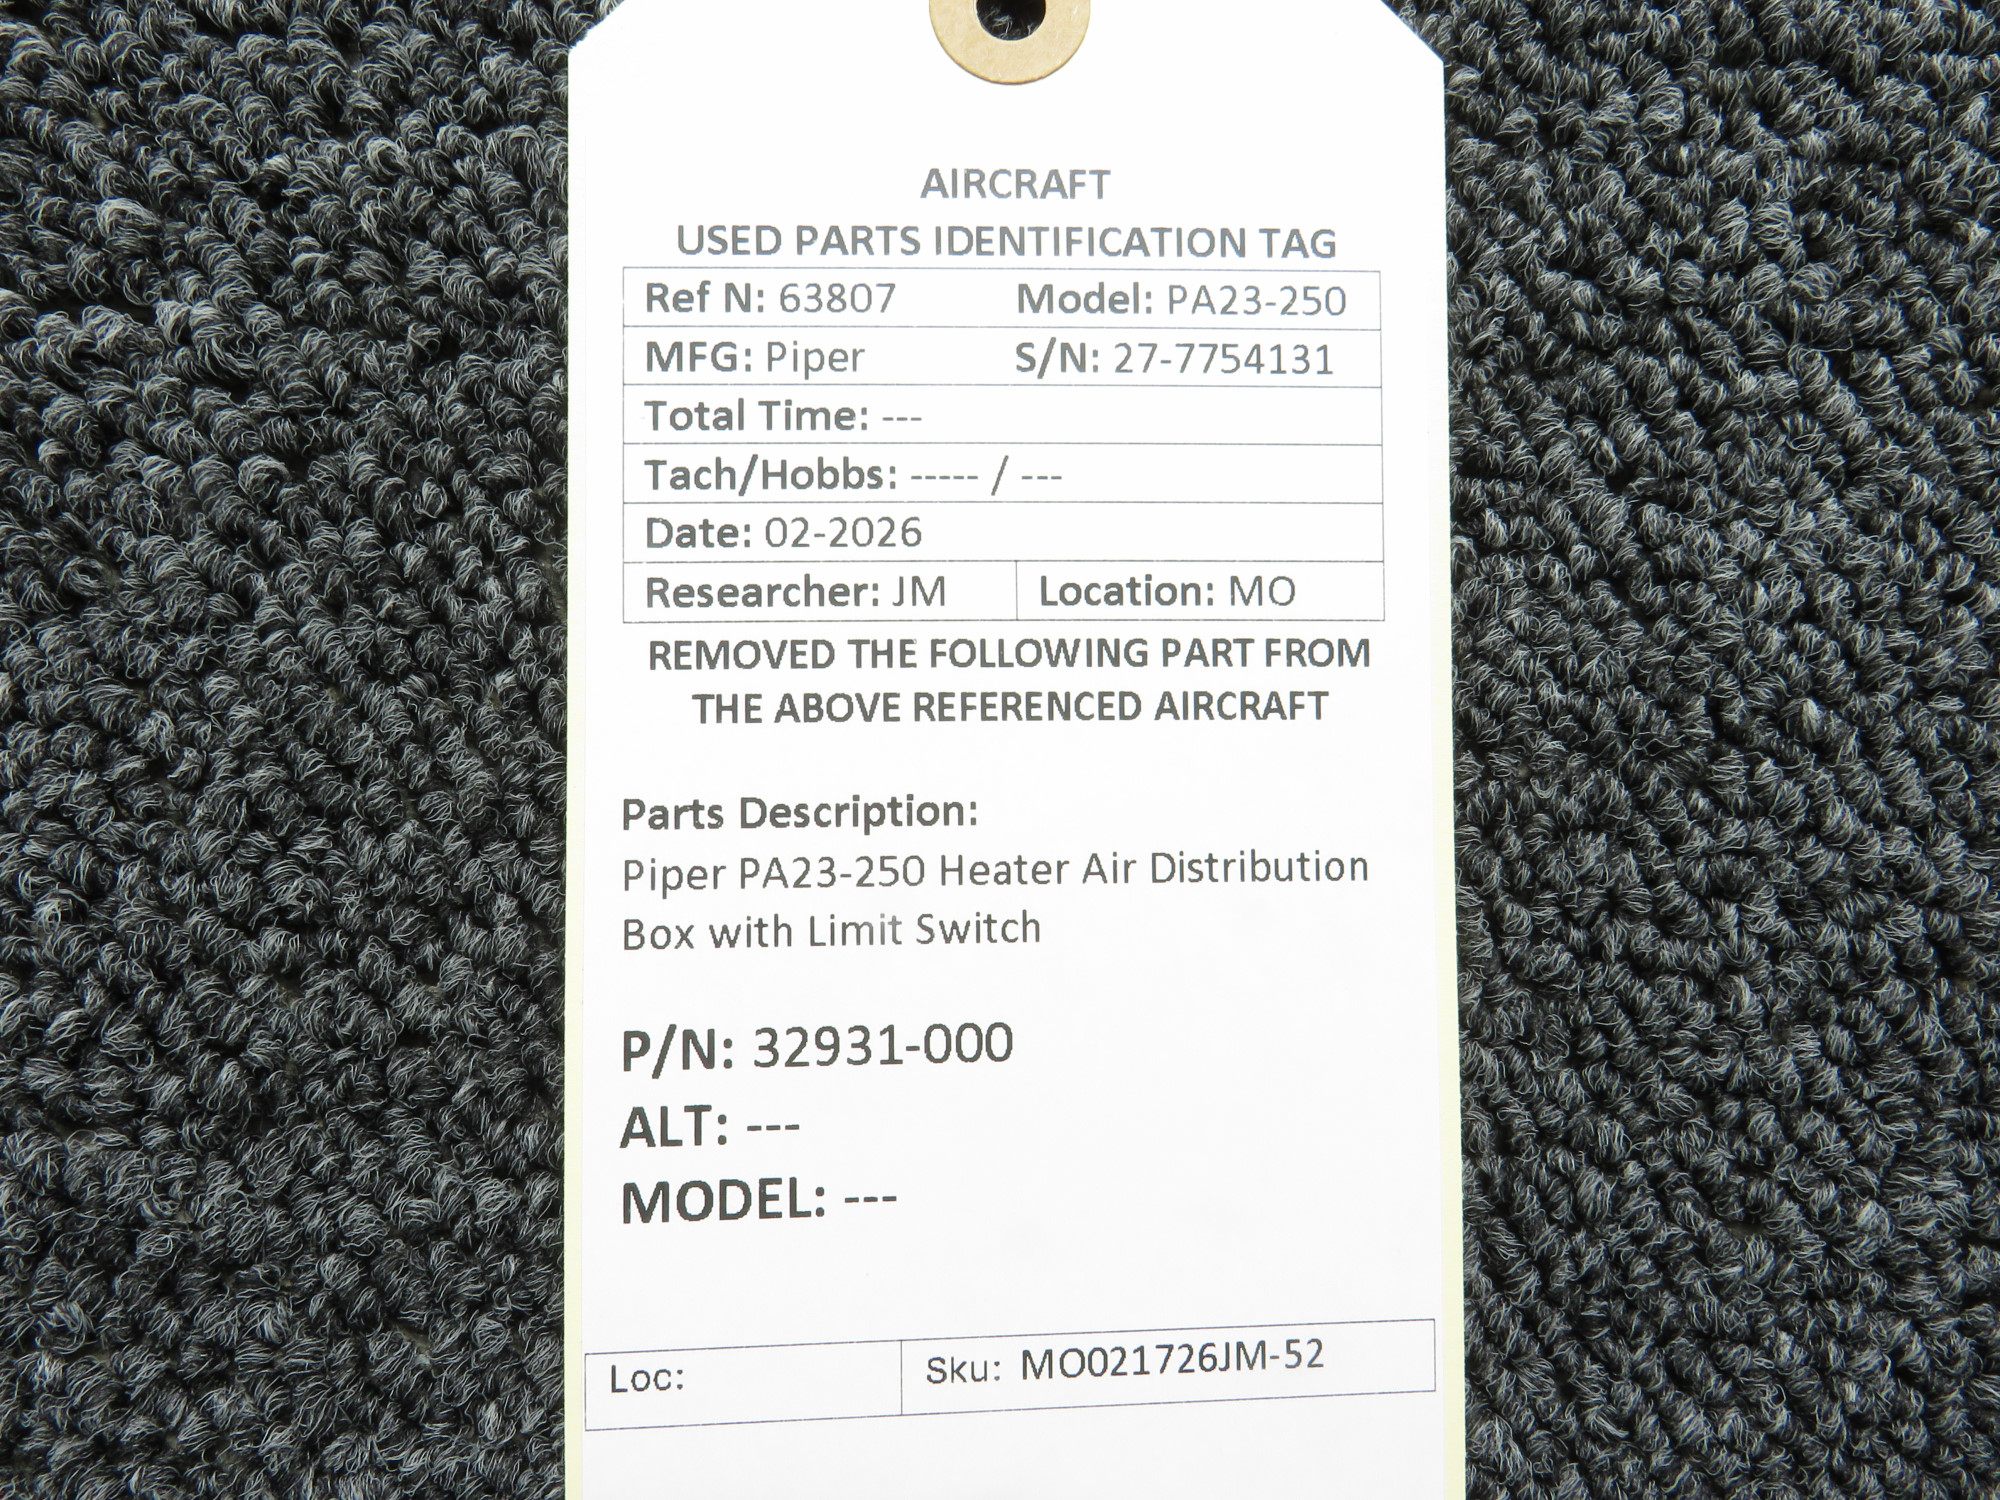 AIRCRAFT
USED PARTS IDENTIFICATION TAG
Ref N: 63807 Model: PA23-250
MFG: Piper S/N: 27-7754131
Total Time: ---
Tach/Hobbs: ----- / ---
Date: 02-2026
Researcher: JM Location: MO
REMOVED THE FOLLOWING PART FROM
THE ABOVE REFERENCED AIRCRAFT
Parts Description:
Piper PA23-250 Heater Air Distribution
Box with Limit Switch
P/N: 32931-000
ALT: ---
MODEL: ---
Loc: Sku: MO021726JM-52